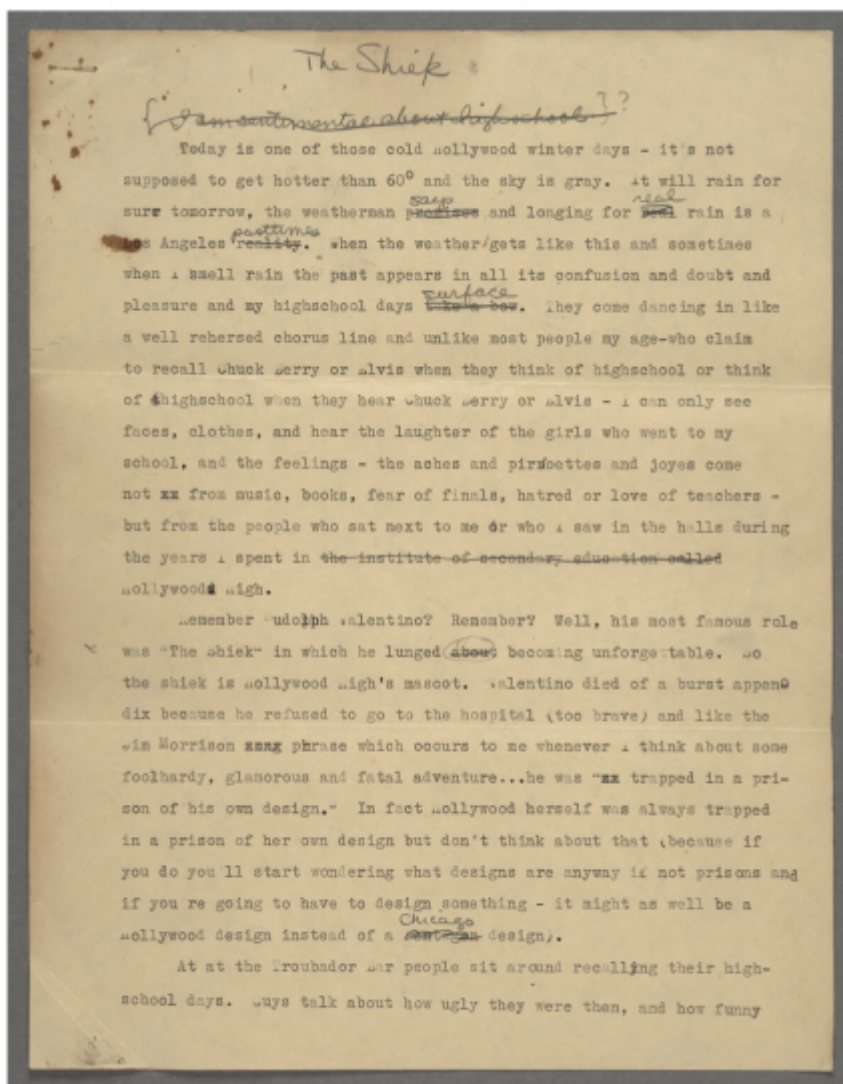 The Shiek
{I am sentimental about highschool}??
Today is one of those cold Hollywood winter days - it's not
supposed to get hotter than 60° and the sky is gray. It will rain for
says real
sure tomorrow, the weatherman promises and longing for real rain is a
pasttimes
Los Angeles reality. When the weather gets like this and sometimes
when I smell rain the past appears in all its confusion and doubt and
surface
pleasure and my highschool days take a bow. They come dancing in like
a well rehersed chorus line and unlike most people my age-who claim
to recall Chuck Berry or Elvis when they think of highschool or think
of highschool when they hear Chuck Berry or Elvis - I can only see
faces, clothes, and hear the laughter of the girls who went to my
school, and the feelings - the aches and pirouettes and joyes come
not xx from music, books, fear of finals, hatred or love of teachers -
but from the people who sat next to me or who I saw in the halls during
the years I spent in the institute of secondary education called
Hollywood High.
Remember Rudolph Valentino? Remember? Well, his most famous role
was "The Shiek" in which he lunged about becoming unforgettable. So
the shiek is Hollywood High's mascot. Valentino died of a burst appen
dix because he refused to go to the hospital (too brave) and like the
Jim Morrison xxxx phrase which occurs to me whenever I think about some
foolhardy, glamorous and fatal adventure...he was "xx trapped in a pri-
son of his own design." In fact Hollywood herself was always trapped
in a prison of her own design but don't think about that (because if
you do you'll start wondering what designs are anyway if not prisons and
if you're going to have to design something - it might as well be a
Chicago
Hollywood design instead of a design).
At at the Troubador Bar people sit around recalling their high-
school days. Guys talk about how ugly they were then, and how funny